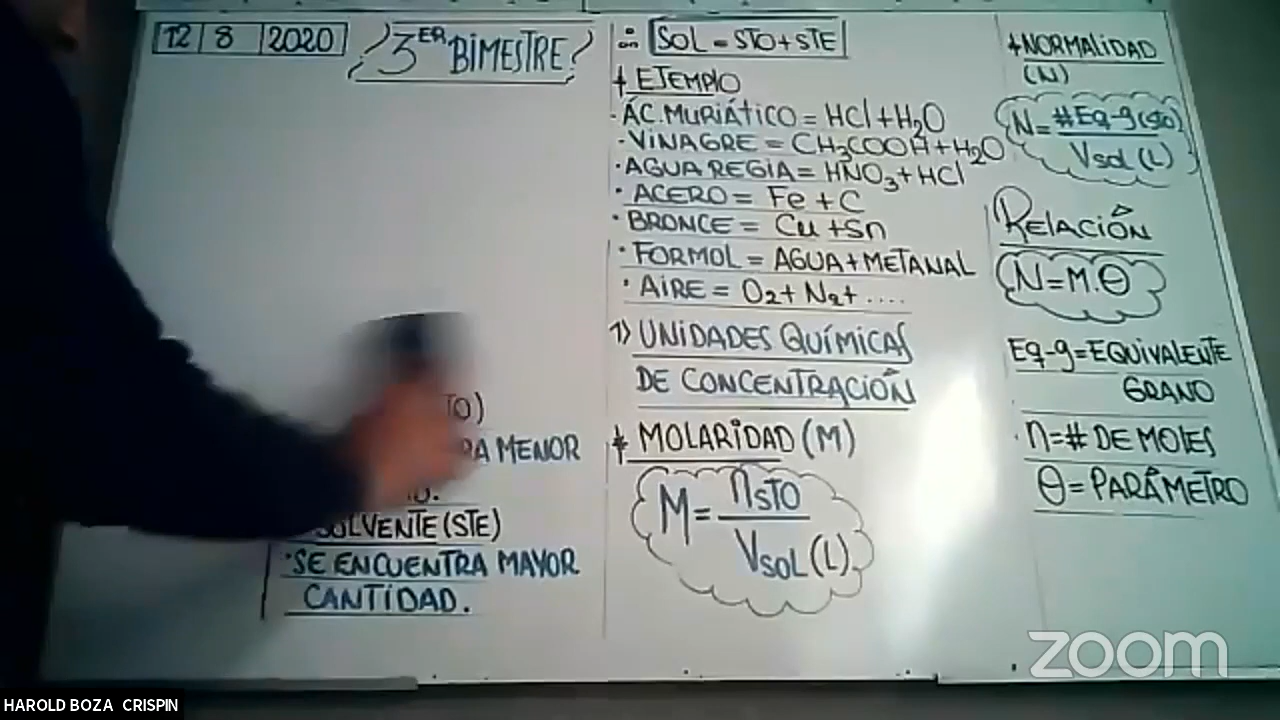 12 8 2020
¡3ER BIMESTRE!
TO)
RA MENOR
SOLVENTE (STE)
·SE ENCUENTRA MAYOR
CANTIDAD.
∴ SOL = STO + STE
EJEMPLO
·ÁC.MURIÁTICO = HCl + H₂O
·VINAGRE = CH₃COOH + H₂O
·AGUA REGIA = HNO₃ + HCl
· ACERO = Fe + C
· BRONCE = Cu + Sn
· FORMOL = AGUA + METANAL
· AIRE = O₂ + N₂ + ....
1) UNIDADES QUÍMICAS
DE CONCENTRACIÓN
* MOLARIDAD (M)
M = nSTO / VSOL (L)
* NORMALIDAD
(N)
N = #Eq-g (sto) / Vsol (L)
RELACIÓN
N = M.Θ
Eq-g = EQUIVALENTE
GRAMO
· n = # DE MOLES
Θ = PARÁMETRO
zoom
HAROLD BOZA CRISPIN